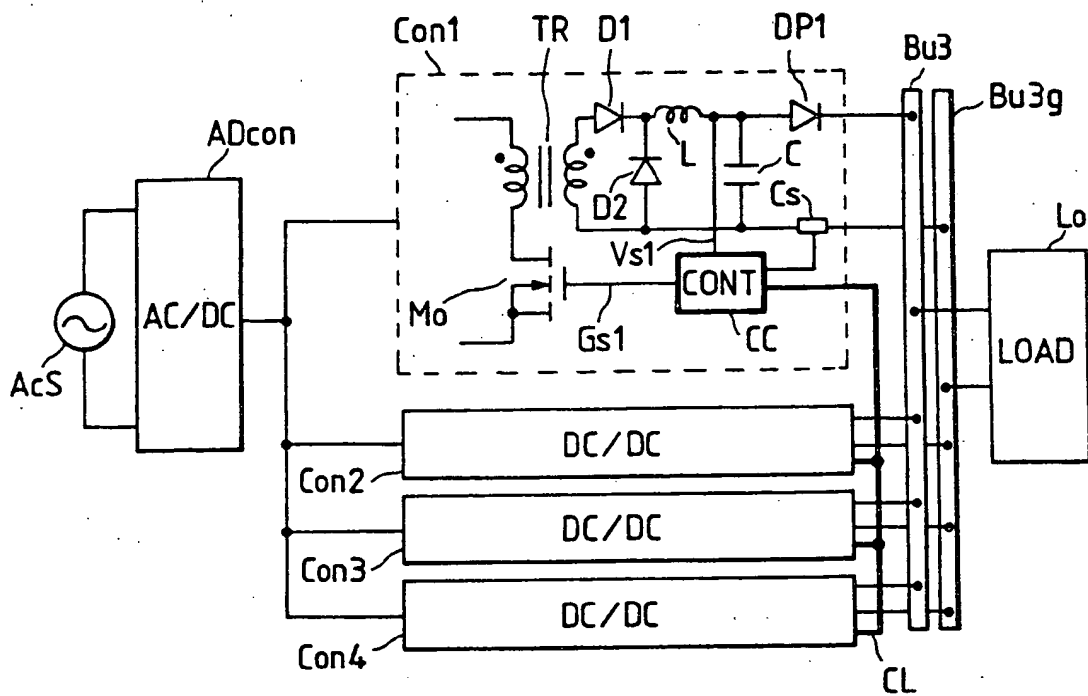 Con1
TR
D1
DP1
Bu3
Bu3g
ADcon
L
C
D2
Cs
Lo
Vs1
AC/DC
Mo
Gs1
CONT
CC
LOAD
AcS
DC/DC
Con2
DC/DC
Con3
DC/DC
Con4
CL